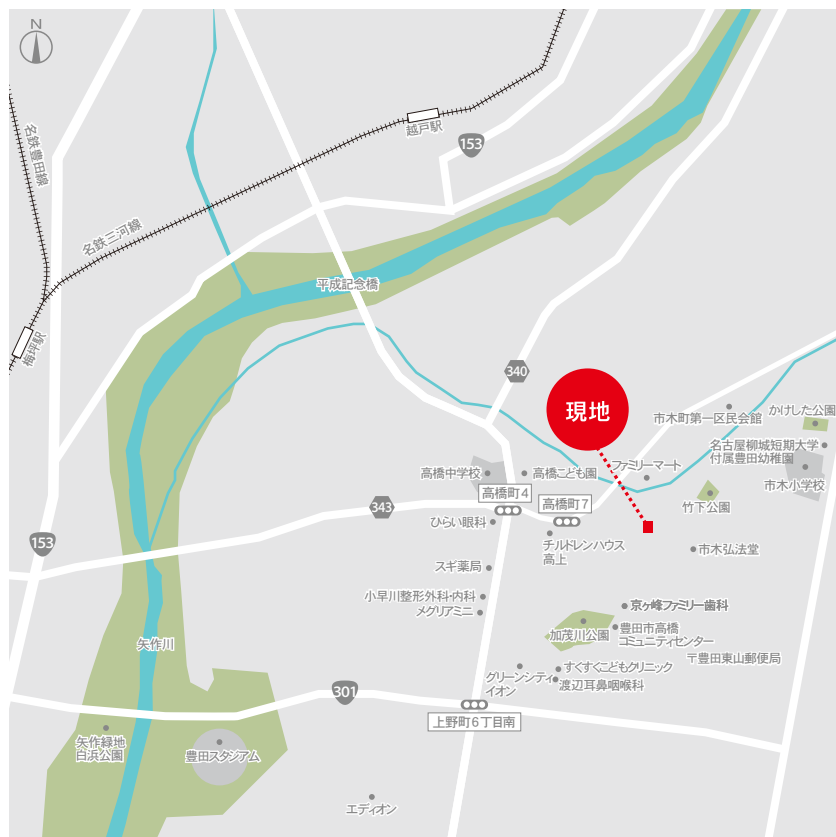 N
越戸駅
153
名鉄豊田線
名鉄三河線
平成記念橋
梅坪駅
340
現地
市木町第一区民会館
かけした公園
名古屋柳城短期大学
付属豊田幼稚園
高橋中学校
高橋こども園
ファミリーマート
市木小学校
高橋町4
高橋町7
竹下公園
343
ひらい眼科
チルドレンハウス
高上
市木弘法堂
153
スギ薬局
小早川整形外科・内科
メグリアミニ
京ヶ峰ファミリー歯科
加茂川公園
豊田市高橋
コミュニティセンター
矢作川
〒豊田東山郵便局
すくすくこどもクリニック
グリーンシティ
イオン
渡辺耳鼻咽喉科
301
上野町6丁目南
矢作緑地
白浜公園
豊田スタジアム
エディオン